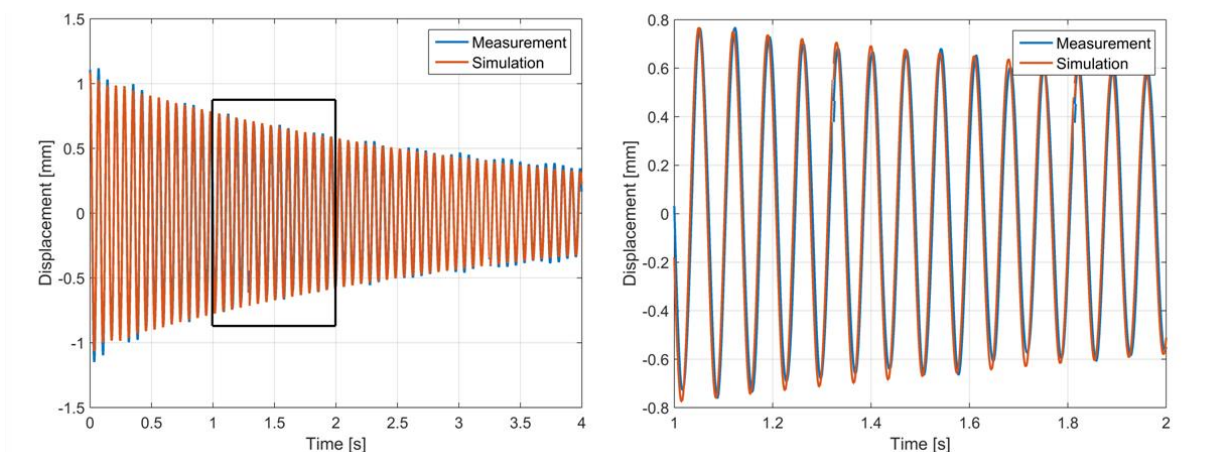 1.5
1
0.5
0
-0.5
-1
-1.5
Displacement [mm]
0 0.5 1 1.5 2 2.5 3 3.5 4
Time [s]
Measurement
Simulation
0.8
0.6
0.4
0.2
0
-0.2
-0.4
-0.6
-0.8
Displacement [mm]
1 1.2 1.4 1.6 1.8 2
Time [s]
Measurement
Simulation